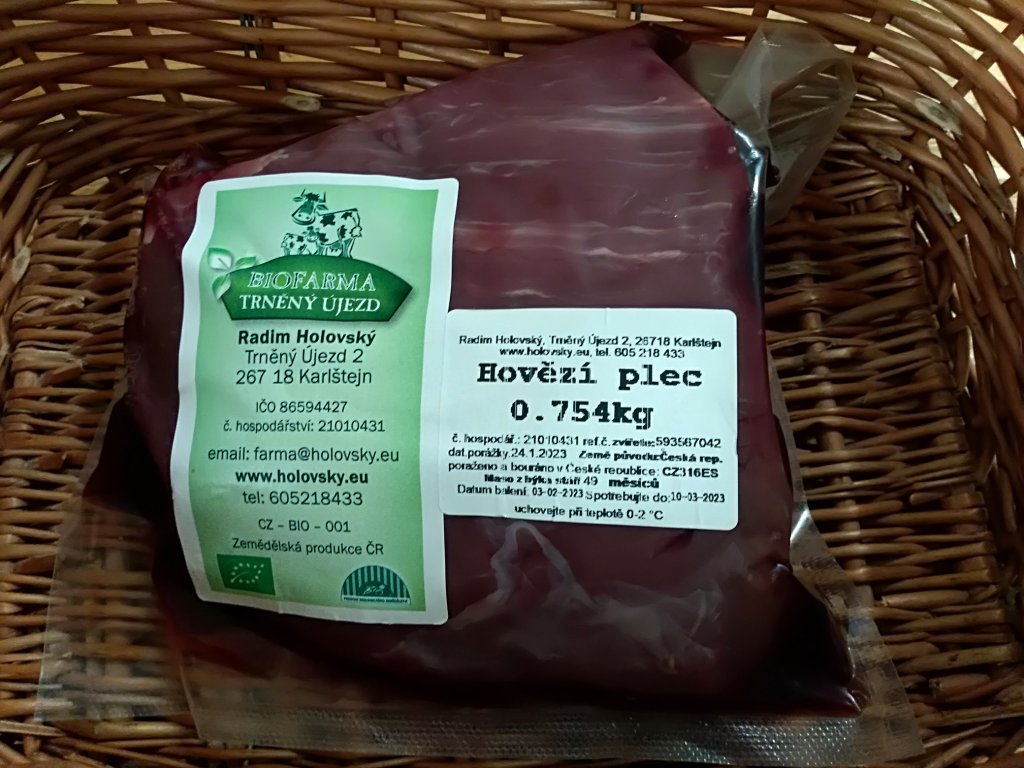 BIOFARMA
TRNĚNÝ ÚJEZD
Radim Holovský
Trněný Újezd 2
267 18 Karlštejn
IČO 86594427
č. hospodářství: 21010431
email: farma@holovsky.eu
www.holovsky.eu
tel: 605218433
CZ – BIO – 001
Zemědělská produkce ČR
BIO
Radim Holovský, Trněný Újezd 2, 26718 Karlštejn
www.holovsky.eu, tel. 605 218 433
Hovězí plec
0.754kg
č. hospodář.: 21010431 ref.č. zvířete:593567042
dat.porážky.24.1.2023 Země původu:Česká rep.
poraženo a bouráno v České republice: CZ316ES
Maso z býka stáří 49 měsíců
Datum balení: 03-02-2023 Spotřebujte do:10-03-2023
uchovejte při teplotě 0-2 °C